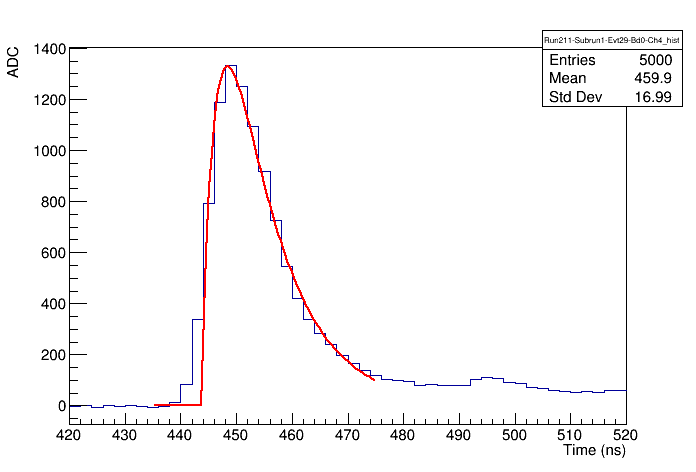 Run211-Subrun1-Evt29-Bd0-Ch4_hist
Entries 5000
Mean 459.9
Std Dev 16.99
ADC
1400
1200
1000
800
600
400
200
0
420 430 440 450 460 470 480 490 500 510 520
Time (ns)